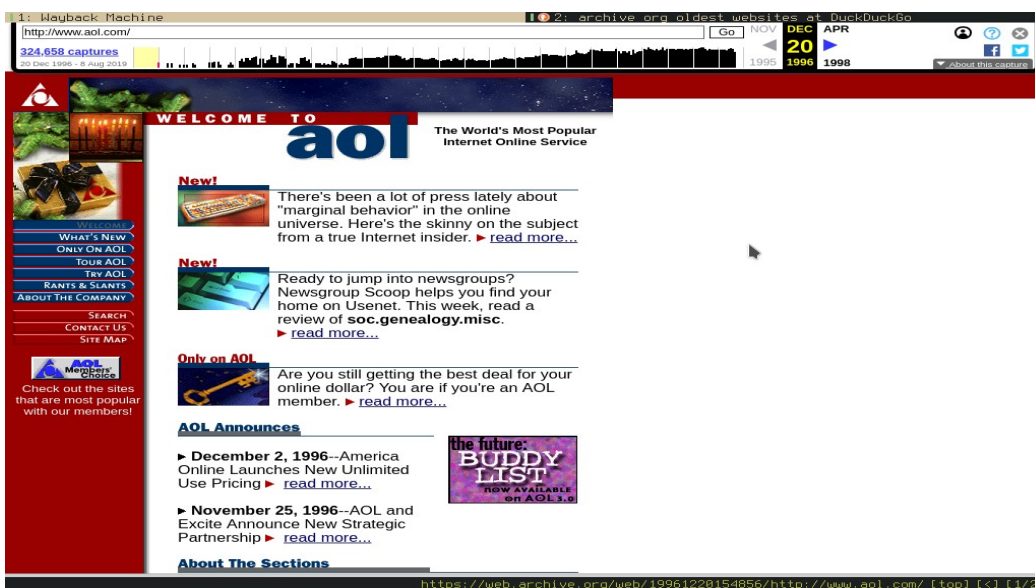 1: Wayback Machine
2: archive org oldest websites at DuckDuckGo
http://www.aol.com/
Go
NOV DEC APR
324,658 captures
20
20 Dec 1996 - 8 Aug 2019
1995 1996 1998
About this capture
WELCOME TO
aol
The World's Most Popular
Internet Online Service
New!
There's been a lot of press lately about
"marginal behavior" in the online
universe. Here's the skinny on the subject
from a true Internet insider. ► read more...
WELCOME
WHAT'S NEW
ONLY ON AOL
TOUR AOL
TRY AOL
RANTS & SLANTS
ABOUT THE COMPANY
SEARCH
CONTACT US
SITE MAP
AOL
Members'
Choice
Check out the sites
that are most popular
with our members!
New!
Ready to jump into newsgroups?
Newsgroup Scoop helps you find your
home on Usenet. This week, read a
review of soc.genealogy.misc.
► read more...
Only on AOL
Are you still getting the best deal for your
online dollar? You are if you're an AOL
member. ► read more...
AOL Announces
► December 2, 1996--America
Online Launches New Unlimited
Use Pricing ► read more...
► November 25, 1996--AOL and
Excite Announce New Strategic
Partnership ► read more...
the future:
BUDDY
LIST
NOW AVAILABLE
on AOL 3.0
About The Sections
https://web.archive.org/web/19961220154856/http://www.aol.com/ [top] [<]